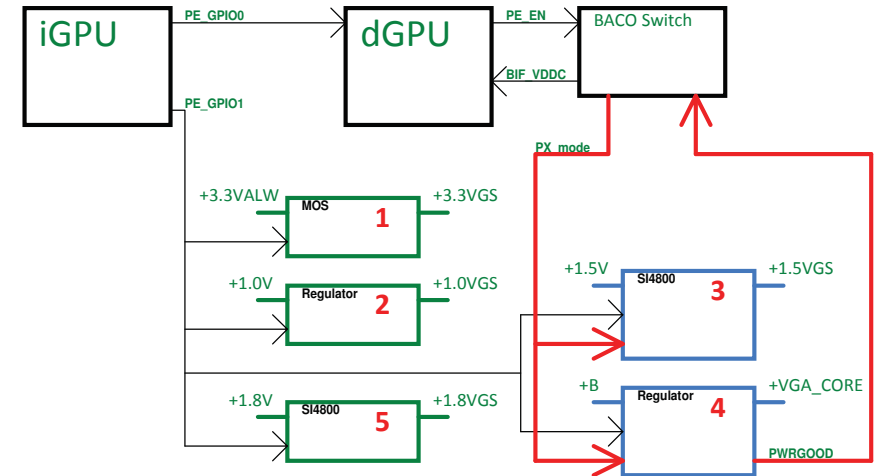 iGPU
PE_GPIO0
dGPU
PE_EN
BACO Switch
BIF_VDDC
PE_GPIO1
PX_mode
+3.3VALW
MOS
1
+3.3VGS
+1.0V
Regulator
2
+1.0VGS
+1.5V
SI4800
3
+1.5VGS
+1.8V
SI4800
5
+1.8VGS
+B
Regulator
4
+VGA_CORE
PWRGOOD